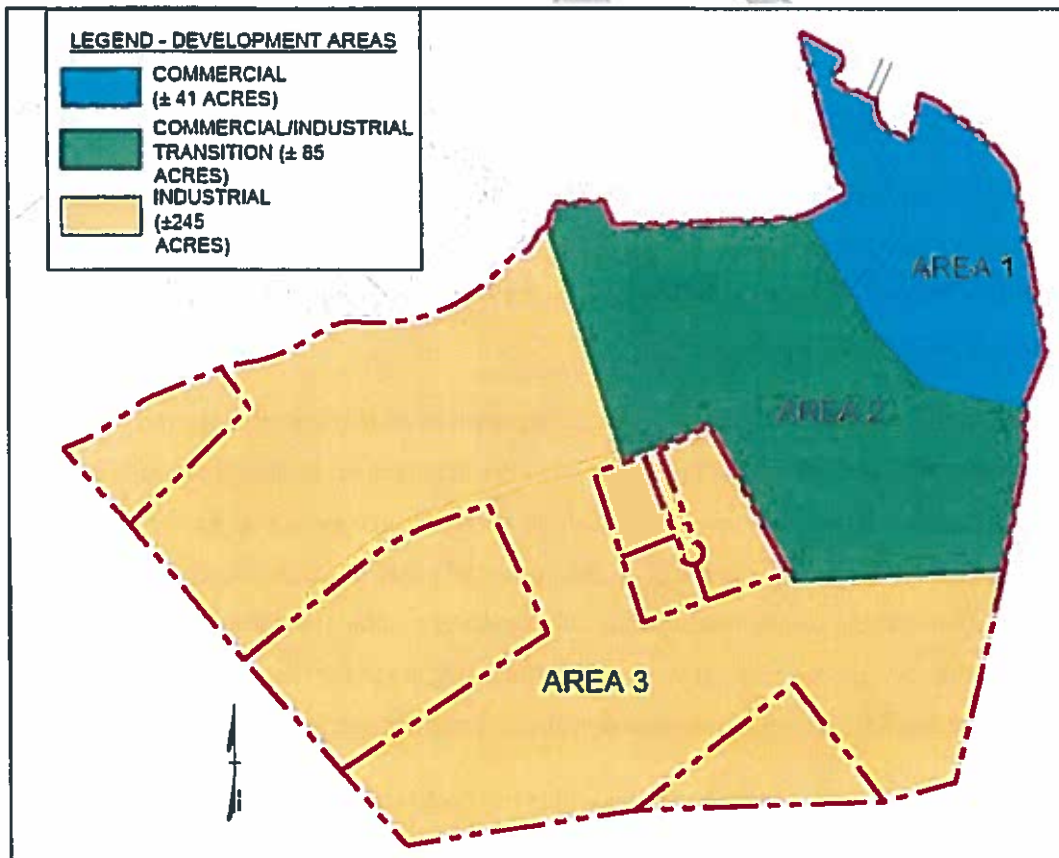 LEGEND - DEVELOPMENT AREAS
COMMERCIAL
(± 41 ACRES)
COMMERCIAL/INDUSTRIAL
TRANSITION (± 85
ACRES)
INDUSTRIAL
(±245
ACRES)
AREA 1
AREA 2
AREA 3